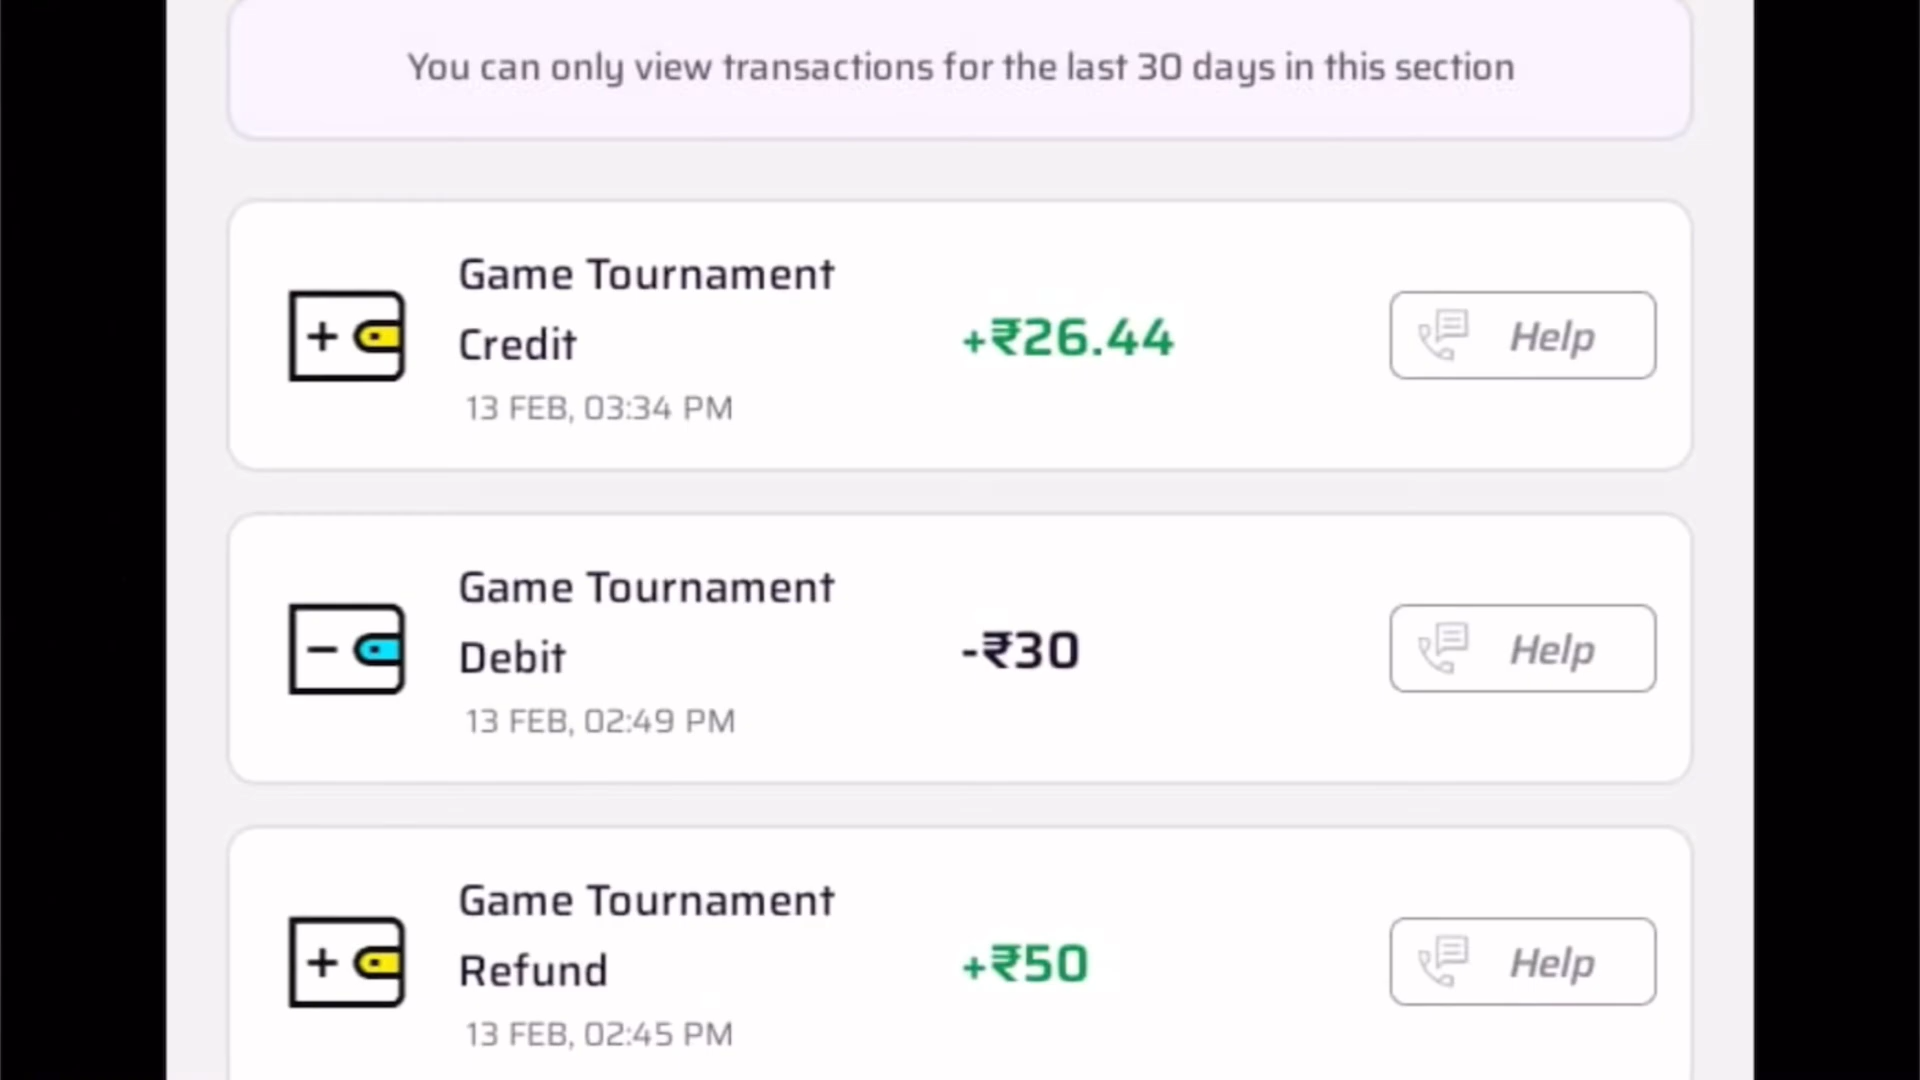 You can only view transactions for the last 30 days in this section
Game Tournament
Credit
+₹26.44
Help
13 FEB, 03:34 PM
Game Tournament
Debit
-₹30
Help
13 FEB, 02:49 PM
Game Tournament
Refund
+₹50
Help
13 FEB, 02:45 PM